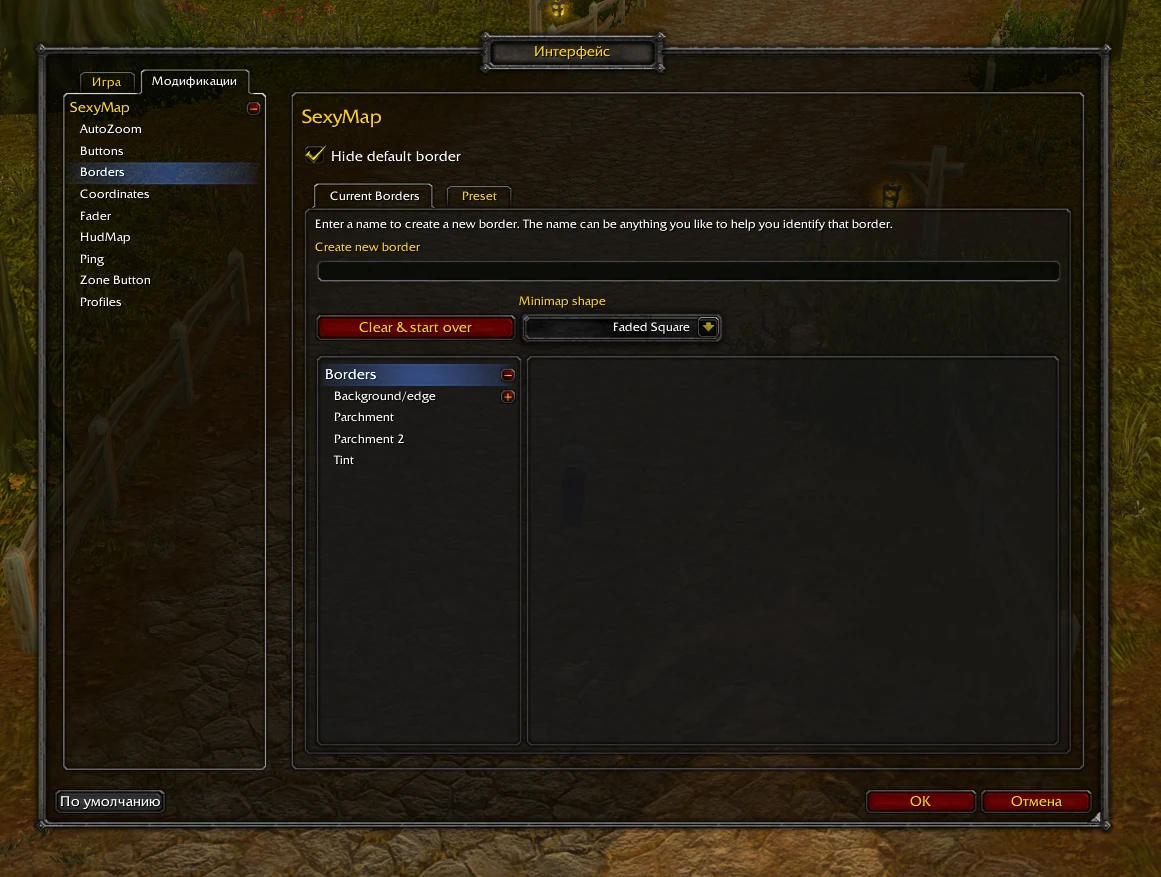 Интерфейс
Игра
Модификации
SexyMap
AutoZoom
Buttons
Borders
Coordinates
Fader
HudMap
Ping
Zone Button
Profiles
SexyMap
Hide default border
Current Borders
Preset
Enter a name to create a new border. The name can be anything you like to help you identify that border.
Create new border
Minimap shape
Clear & start over
Faded Square
Borders
Background/edge
Parchment
Parchment 2
Tint
По умолчанию
OK
Отмена